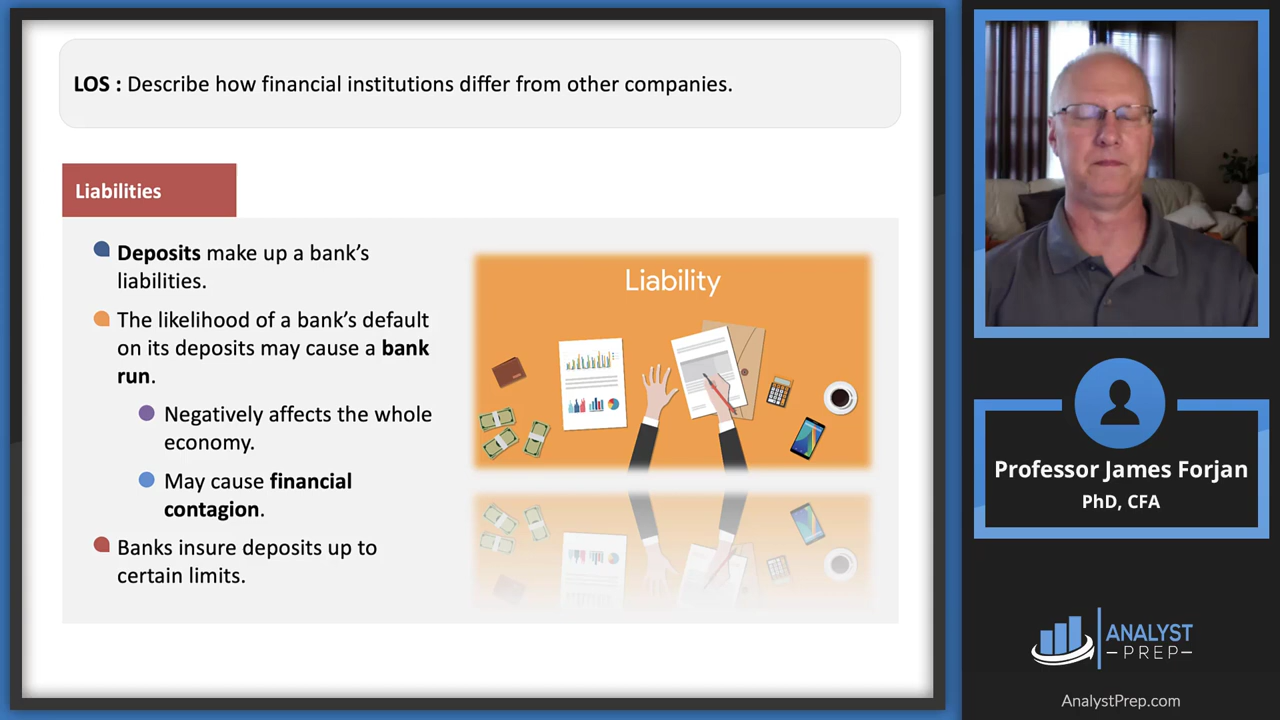 LOS : Describe how financial institutions differ from other companies.
Liabilities
Deposits make up a bank’s
liabilities.
The likelihood of a bank’s default
on its deposits may cause a bank
run.
Negatively affects the whole
economy.
May cause financial
contagion.
Banks insure deposits up to
certain limits.
Liability
Professor James Forjan
PhD, CFA
ANALYST
PREP
AnalystPrep.com